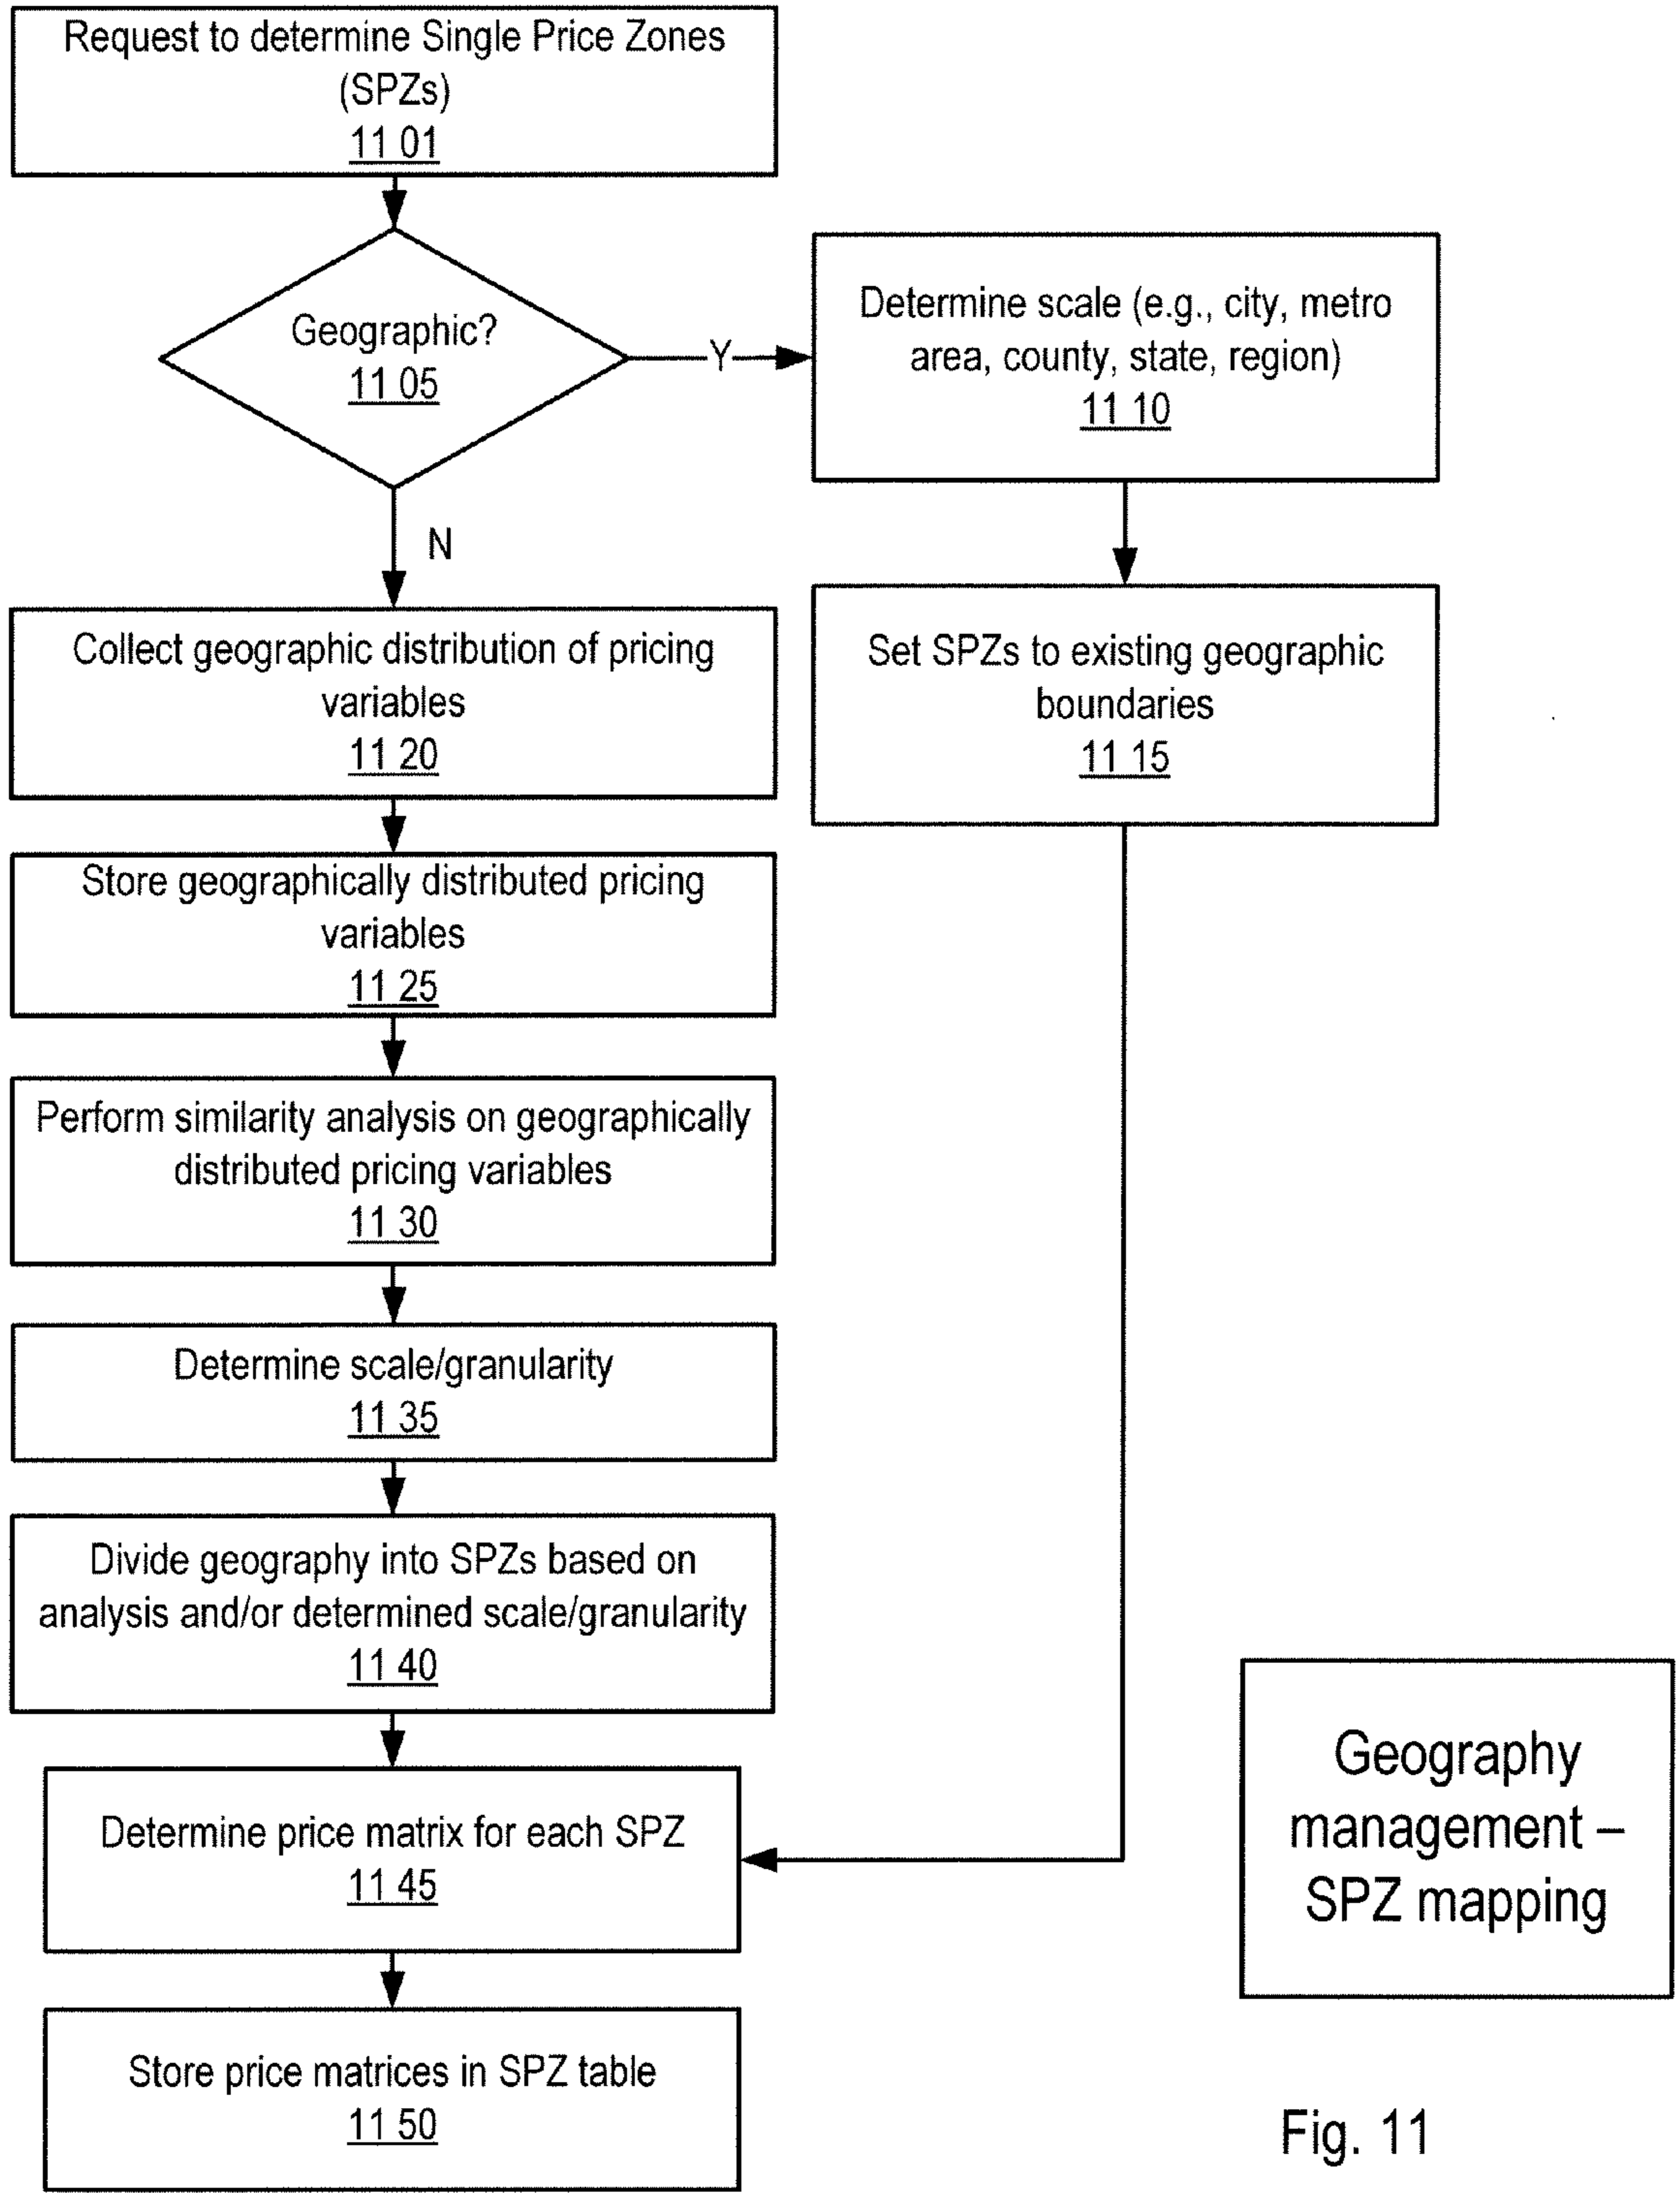 Request to determine Single Price Zones
(SPZs)
11 01
Geographic?
11 05
Y
Determine scale (e.g., city, metro
area, county, state, region)
11 10
N
Set SPZs to existing geographic
boundaries
11 15
Collect geographic distribution of pricing
variables
11 20
Store geographically distributed pricing
variables
11 25
Perform similarity analysis on geographically
distributed pricing variables
11 30
Determine scale/granularity
11 35
Divide geography into SPZs based on
analysis and/or determined scale/granularity
11 40
Determine price matrix for each SPZ
11 45
Store price matrices in SPZ table
11 50
Geography
management –
SPZ mapping
Fig. 11